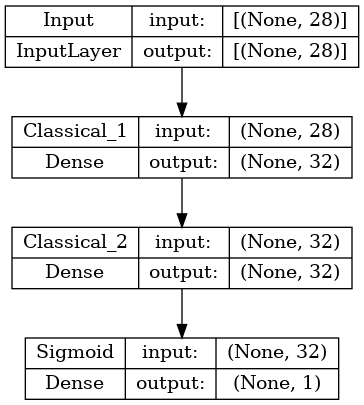 Input input: [(None, 28)]
InputLayer output: [(None, 28)]
Classical_1 input: (None, 28)
Dense output: (None, 32)
Classical_2 input: (None, 32)
Dense output: (None, 32)
Sigmoid input: (None, 32)
Dense output: (None, 1)